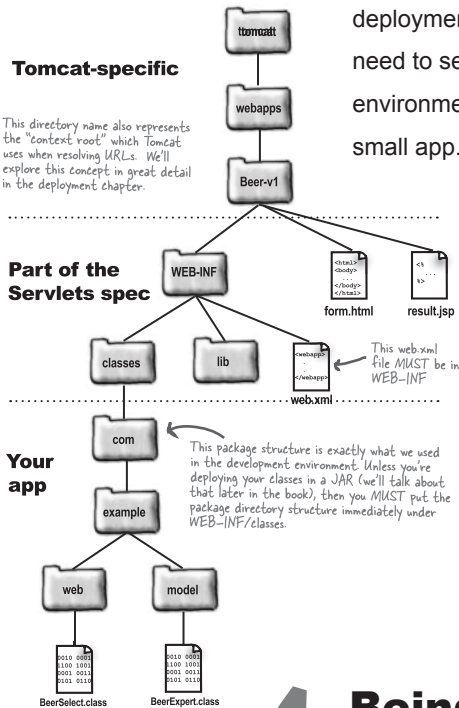 deploymen
need to se
environme
small app.
tomcat
Tomcat-specific
webapps
This directory name also represents
the “context root” which Tomcat
uses when resolving URLs. We’ll
explore this concept in great detail
in the deployment chapter.
Beer-v1
Part of the
Servlets spec
WEB-INF
<html>
<body>
...
</body>
</html>
form.html
<%
...
%>
result.jsp
classes
lib
<webapp>
.
.
</webapp>
web.xml
This web.xml
file MUST be in
WEB-INF
Your
app
com
This package structure is exactly what we used
in the development environment. Unless you’re
deploying your classes in a JAR (we’ll talk about
that later in the book), then you MUST put the
package directory structure immediately under
WEB-INF/classes.
example
web
model
0010 0001
1100 1001
0001 0011
0101 0110
BeerSelect.class
0010 0001
1100 1001
0001 0011
0101 0110
BeerExpert.class